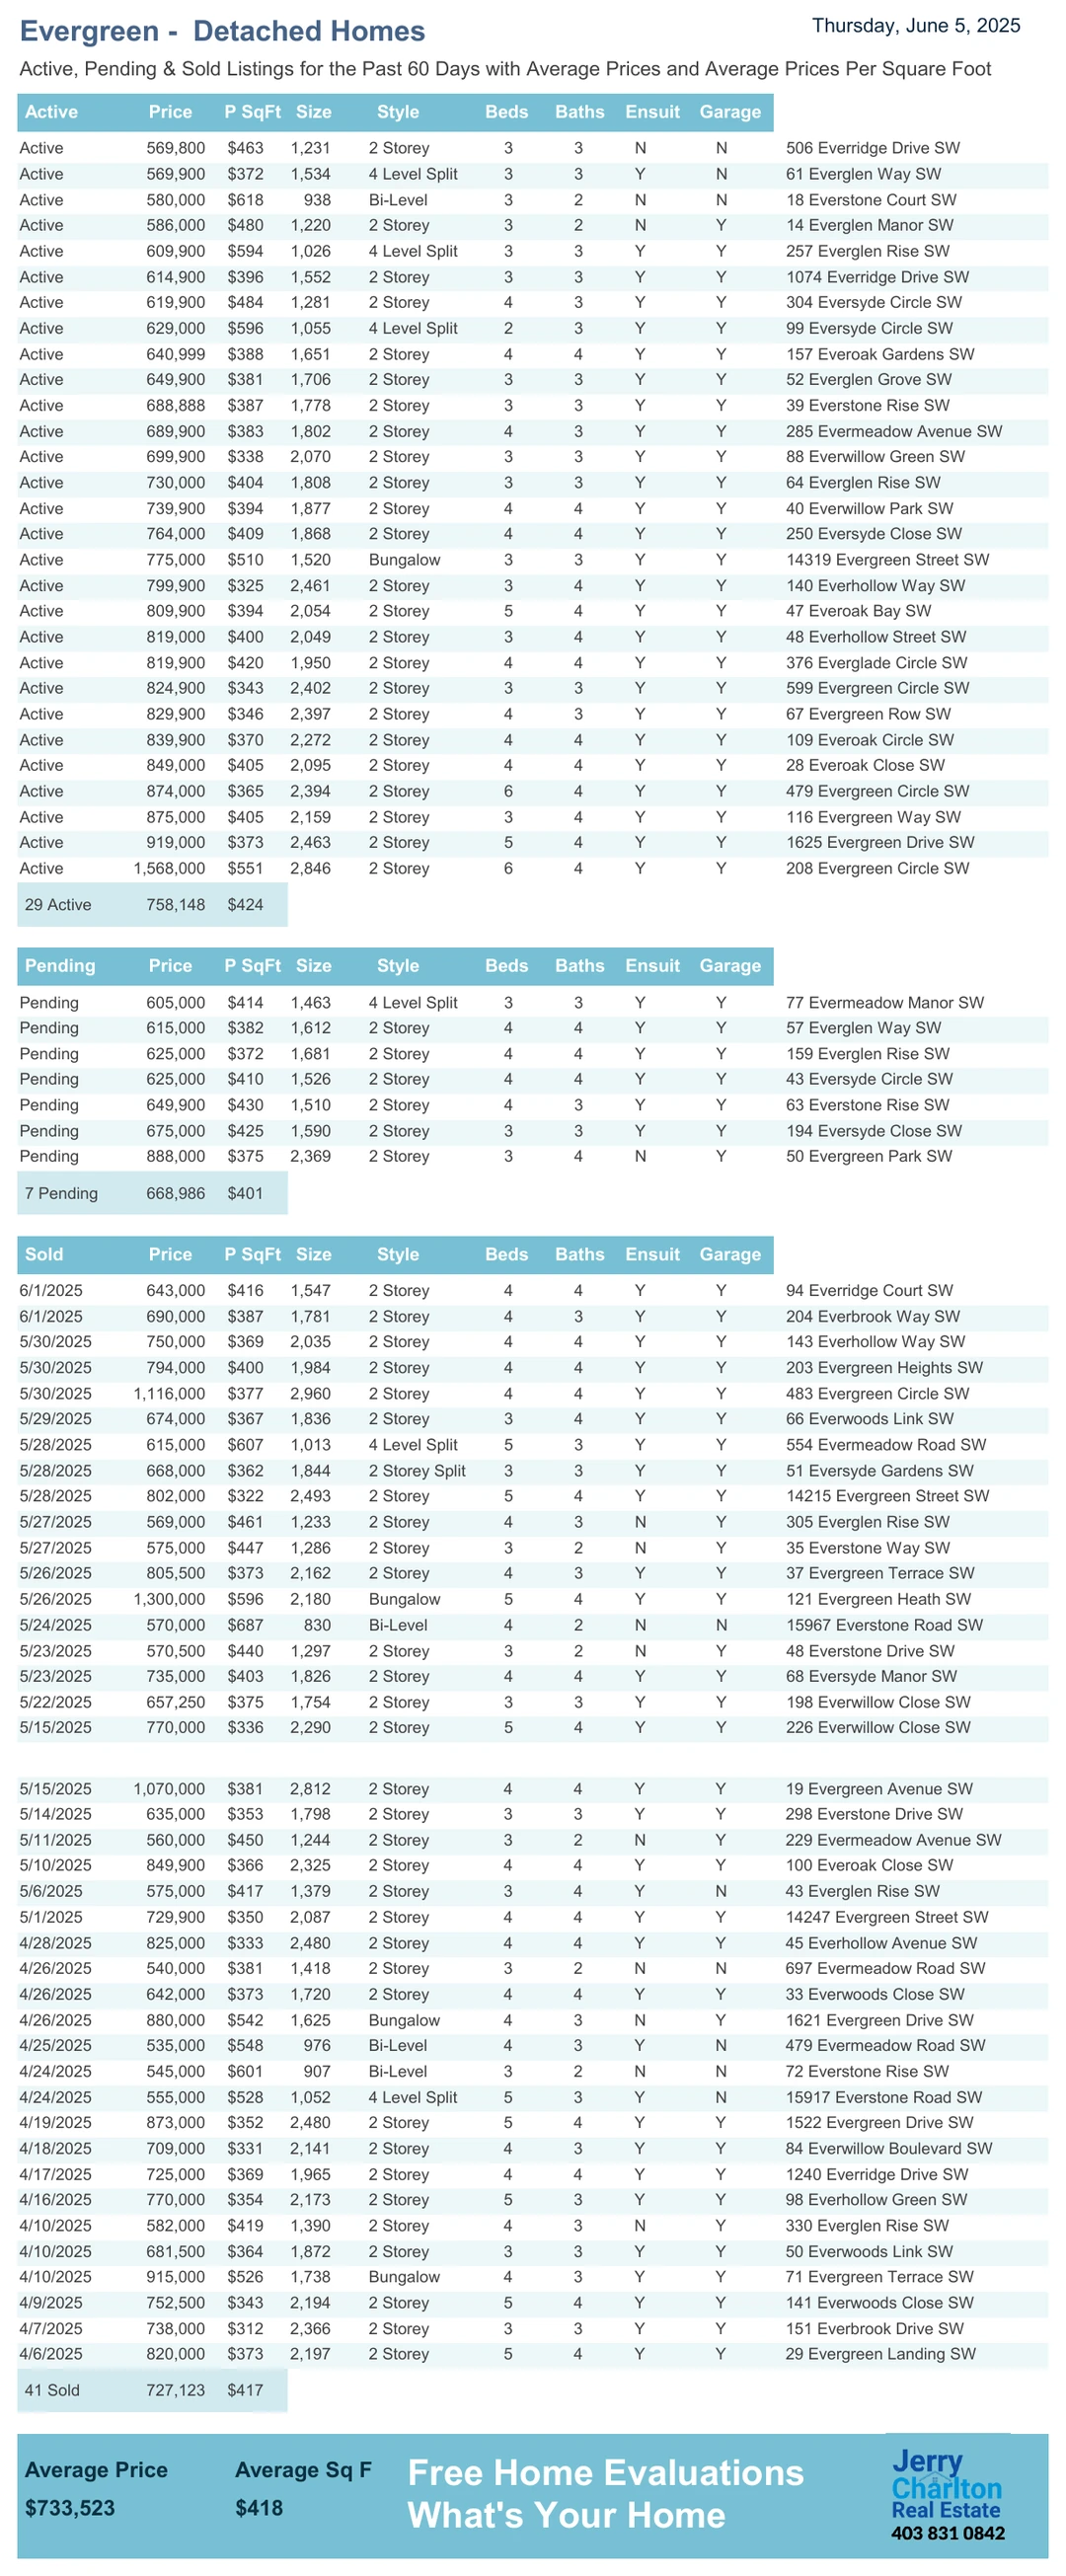 Evergreen - Detached Homes
Thursday, June 5, 2025
Active, Pending & Sold Listings for the Past 60 Days with Average Prices and Average Prices Per Square Foot
Active Price P SqFt Size Style Beds Baths Ensuit Garage
Active 569,800 $463 1,231 2 Storey 3 3 N N 506 Everridge Drive SW
Active 569,900 $372 1,534 4 Level Split 3 3 Y N 61 Everglen Way SW
Active 580,000 $618 938 Bi-Level 3 2 N N 18 Everstone Court SW
Active 586,000 $480 1,220 2 Storey 3 2 N Y 14 Everglen Manor SW
Active 609,900 $594 1,026 4 Level Split 3 3 Y Y 257 Everglen Rise SW
Active 614,900 $396 1,552 2 Storey 3 3 Y Y 1074 Everridge Drive SW
Active 619,900 $484 1,281 2 Storey 4 3 Y Y 304 Eversyde Circle SW
Active 629,000 $596 1,055 4 Level Split 2 3 Y Y 99 Eversyde Circle SW
Active 640,999 $388 1,651 2 Storey 4 4 Y Y 157 Everoak Gardens SW
Active 649,900 $381 1,706 2 Storey 3 3 Y Y 52 Everglen Grove SW
Active 688,888 $387 1,778 2 Storey 3 3 Y Y 39 Everstone Rise SW
Active 689,900 $383 1,802 2 Storey 4 3 Y Y 285 Evermeadow Avenue SW
Active 699,900 $338 2,070 2 Storey 3 3 Y Y 88 Everwillow Green SW
Active 730,000 $404 1,808 2 Storey 3 3 Y Y 64 Everglen Rise SW
Active 739,900 $394 1,877 2 Storey 4 4 Y Y 40 Everwillow Park SW
Active 764,000 $409 1,868 2 Storey 4 4 Y Y 250 Eversyde Close SW
Active 775,000 $510 1,520 Bungalow 3 3 Y Y 14319 Evergreen Street SW
Active 799,900 $325 2,461 2 Storey 3 4 Y Y 140 Everhollow Way SW
Active 809,900 $394 2,054 2 Storey 5 4 Y Y 47 Everoak Bay SW
Active 819,000 $400 2,049 2 Storey 3 4 Y Y 48 Everhollow Street SW
Active 819,900 $420 1,950 2 Storey 4 4 Y Y 376 Everglade Circle SW
Active 824,900 $343 2,402 2 Storey 3 3 Y Y 599 Evergreen Circle SW
Active 829,900 $346 2,397 2 Storey 4 3 Y Y 67 Evergreen Row SW
Active 839,900 $370 2,272 2 Storey 4 4 Y Y 109 Everoak Circle SW
Active 849,000 $405 2,095 2 Storey 4 4 Y Y 28 Everoak Close SW
Active 874,000 $365 2,394 2 Storey 6 4 Y Y 479 Evergreen Circle SW
Active 875,000 $405 2,159 2 Storey 3 4 Y Y 116 Evergreen Way SW
Active 919,000 $373 2,463 2 Storey 5 4 Y Y 1625 Evergreen Drive SW
Active 1,568,000 $551 2,846 2 Storey 6 4 Y Y 208 Evergreen Circle SW
29 Active 758,148 $424
Pending Price P SqFt Size Style Beds Baths Ensuit Garage
Pending 605,000 $414 1,463 4 Level Split 3 3 Y Y 77 Evermeadow Manor SW
Pending 615,000 $382 1,612 2 Storey 4 4 Y Y 57 Everglen Way SW
Pending 625,000 $372 1,681 2 Storey 4 4 Y Y 159 Everglen Rise SW
Pending 625,000 $410 1,526 2 Storey 4 4 Y Y 43 Eversyde Circle SW
Pending 649,900 $430 1,510 2 Storey 4 3 Y Y 63 Everstone Rise SW
Pending 675,000 $425 1,590 2 Storey 3 3 Y Y 194 Eversyde Close SW
Pending 888,000 $375 2,369 2 Storey 3 4 N Y 50 Evergreen Park SW
7 Pending 668,986 $401
Sold Price P SqFt Size Style Beds Baths Ensuit Garage
6/1/2025 643,000 $416 1,547 2 Storey 4 4 Y Y 94 Everridge Court SW
6/1/2025 690,000 $387 1,781 2 Storey 4 3 Y Y 204 Everbrook Way SW
5/30/2025 750,000 $369 2,035 2 Storey 4 4 Y Y 143 Everhollow Way SW
5/30/2025 794,000 $400 1,984 2 Storey 4 4 Y Y 203 Evergreen Heights SW
5/30/2025 1,116,000 $377 2,960 2 Storey 4 4 Y Y 483 Evergreen Circle SW
5/29/2025 674,000 $367 1,836 2 Storey 3 4 Y Y 66 Everwoods Link SW
5/28/2025 615,000 $607 1,013 4 Level Split 5 3 Y Y 554 Evermeadow Road SW
5/28/2025 668,000 $362 1,844 2 Storey Split 3 3 Y Y 51 Eversyde Gardens SW
5/28/2025 802,000 $322 2,493 2 Storey 5 4 Y Y 14215 Evergreen Street SW
5/27/2025 569,000 $461 1,233 2 Storey 4 3 N Y 305 Everglen Rise SW
5/27/2025 575,000 $447 1,286 2 Storey 3 2 N Y 35 Everstone Way SW
5/26/2025 805,500 $373 2,162 2 Storey 4 3 Y Y 37 Evergreen Terrace SW
5/26/2025 1,300,000 $596 2,180 Bungalow 5 4 Y Y 121 Evergreen Heath SW
5/24/2025 570,000 $687 830 Bi-Level 4 2 N N 15967 Everstone Road SW
5/23/2025 570,500 $440 1,297 2 Storey 3 2 N Y 48 Everstone Drive SW
5/23/2025 735,000 $403 1,826 2 Storey 4 4 Y Y 68 Eversyde Manor SW
5/22/2025 657,250 $375 1,754 2 Storey 3 3 Y Y 198 Everwillow Close SW
5/15/2025 770,000 $336 2,290 2 Storey 5 4 Y Y 226 Everwillow Close SW
5/15/2025 1,070,000 $381 2,812 2 Storey 4 4 Y Y 19 Evergreen Avenue SW
5/14/2025 635,000 $353 1,798 2 Storey 3 3 Y Y 298 Everstone Drive SW
5/11/2025 560,000 $450 1,244 2 Storey 3 2 N Y 229 Evermeadow Avenue SW
5/10/2025 849,900 $366 2,325 2 Storey 4 4 Y Y 100 Everoak Close SW
5/6/2025 575,000 $417 1,379 2 Storey 3 4 Y N 43 Everglen Rise SW
5/1/2025 729,900 $350 2,087 2 Storey 4 4 Y Y 14247 Evergreen Street SW
4/28/2025 825,000 $333 2,480 2 Storey 4 4 Y Y 45 Everhollow Avenue SW
4/26/2025 540,000 $381 1,418 2 Storey 3 2 N N 697 Evermeadow Road SW
4/26/2025 642,000 $373 1,720 2 Storey 4 4 Y Y 33 Everwoods Close SW
4/26/2025 880,000 $542 1,625 Bungalow 4 3 N Y 1621 Evergreen Drive SW
4/25/2025 535,000 $548 976 Bi-Level 4 3 Y N 479 Evermeadow Road SW
4/24/2025 545,000 $601 907 Bi-Level 3 2 N N 72 Everstone Rise SW
4/24/2025 555,000 $528 1,052 4 Level Split 5 3 Y N 15917 Everstone Road SW
4/19/2025 873,000 $352 2,480 2 Storey 5 4 Y Y 1522 Evergreen Drive SW
4/18/2025 709,000 $331 2,141 2 Storey 4 3 Y Y 84 Everwillow Boulevard SW
4/17/2025 725,000 $369 1,965 2 Storey 4 4 Y Y 1240 Everridge Drive SW
4/16/2025 770,000 $354 2,173 2 Storey 5 3 Y Y 98 Everhollow Green SW
4/10/2025 582,000 $419 1,390 2 Storey 4 3 N Y 330 Everglen Rise SW
4/10/2025 681,500 $364 1,872 2 Storey 3 3 Y Y 50 Everwoods Link SW
4/10/2025 915,000 $526 1,738 Bungalow 4 3 Y Y 71 Evergreen Terrace SW
4/9/2025 752,500 $343 2,194 2 Storey 5 4 Y Y 141 Everwoods Close SW
4/7/2025 738,000 $312 2,366 2 Storey 3 3 Y Y 151 Everbrook Drive SW
4/6/2025 820,000 $373 2,197 2 Storey 5 4 Y Y 29 Evergreen Landing SW
41 Sold 727,123 $417
Average Price Average Sq F
$733,523 $418
Free Home Evaluations
What's Your Home
Jerry
Charlton
Real Estate
403 831 0842